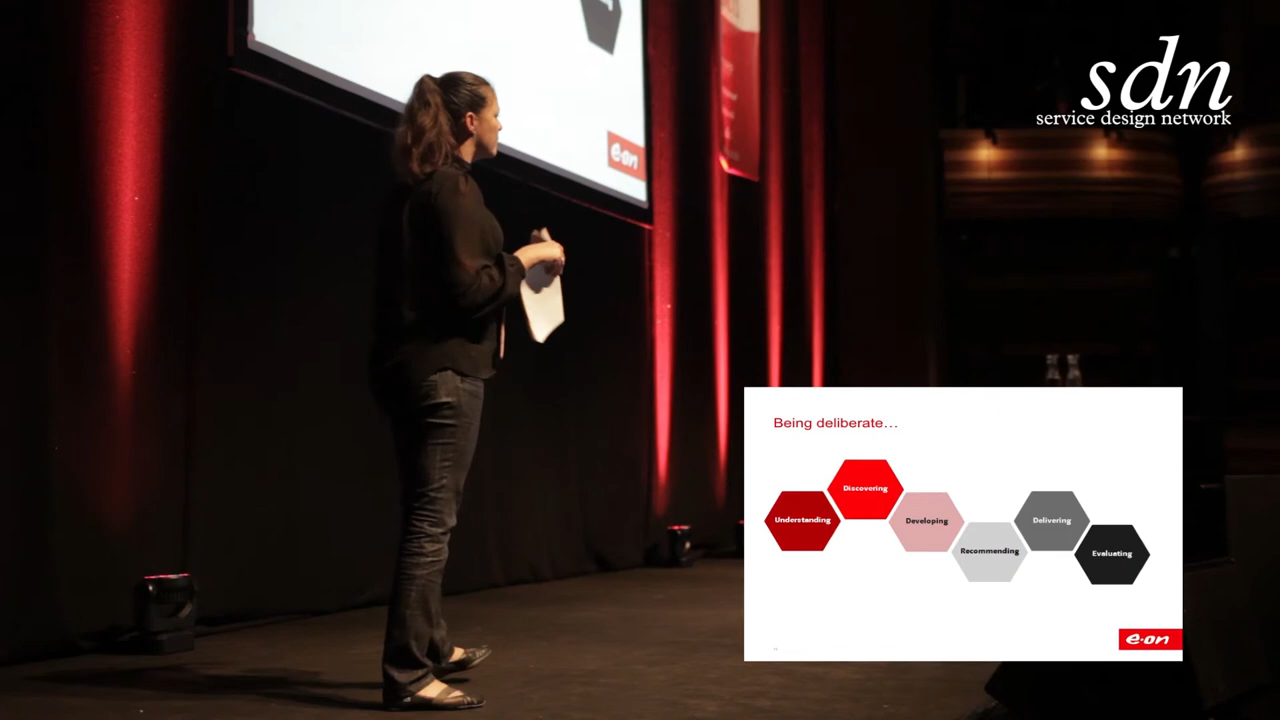 sdn
service design network
e·on
Being deliberate...
Discovering
Understanding
Developing
Delivering
Recommending
Evaluating
e·on